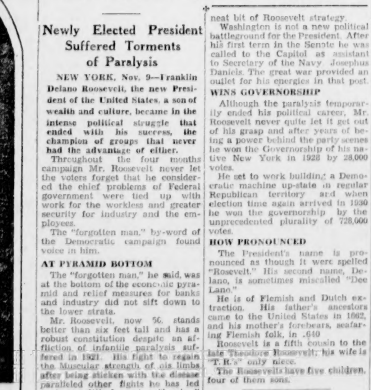 Newly Elected President
Suffered Torments
of Paralysis
NEW YORK, Nov. 9—Franklin
Delano Roosevelt, the new Presi-
dent of the United States, a son of
wealth and culture, became in the
intense political struggle that
ended with his success, the
champion of groups that never
had the advantage of either.
Throughout the four months
campaign Mr. Roosevelt never let
the voters forget that he consider-
ed the chief problems of Federal
government were tied up with
work for the workless and greater
security for industry and the em-
ployees.
The "forgotten man," by-word of
the Democratic campaign found
voice in him.
AT PYRAMID BOTTOM
The "forgotten man," he said, was
at the bottom of the economic pyra-
mid and relief measures for banks
and industry did not sift down to
the lower strata.
Mr. Roosevelt, now 50, stands
better than six feet tall and has a
robust constitution despite an af-
fliction of infantile paralysis suf-
fered in 1921. His fight to regain
the Muscular strength of his limbs
after being sticken with the disease
paralleled other fights he has led
neat bit of Roosevelt strategy.
Washington is not a new political
battleground for the President. After
his first term in the Senate he was
called to the Capitol as assistant
to Secretary of the Navy Josephus
Daniels. The great war provided an
outlet for his energies in that post.
WINS GOVERNORSHIP
Although the paralysis temporar-
ily ended his political career, Mr.
Roosevelt never quite let it get out
of his grasp and after years of be-
ing a power behind the party scenes
he won the Governorship of his na-
tive New York in 1928 by 28,000
votes.
He set to work building a Demo-
cratic machine up-state in regular
Republican territory and when
election time again arrived in 1930
he won the governorship by the
unprecedented plurality of 728,000
votes.
HOW PRONOUNCED
The President's name is pro-
nounced as though it were spelled
"Rosevelt." His second name, De-
lano, is sometimes miscalled "Dee
Lano."
He is of Flemish and Dutch ex-
traction. His father's ancestors
came to the United States in
and his mother's forebears, seafar-
ing Flemish folk, in
Roosevelt is a fifth cousin to the
late Theodore Roosevelt; his wife is
"T.R.'s" only niece.
The Roosevelts have five children,
four of them sons.